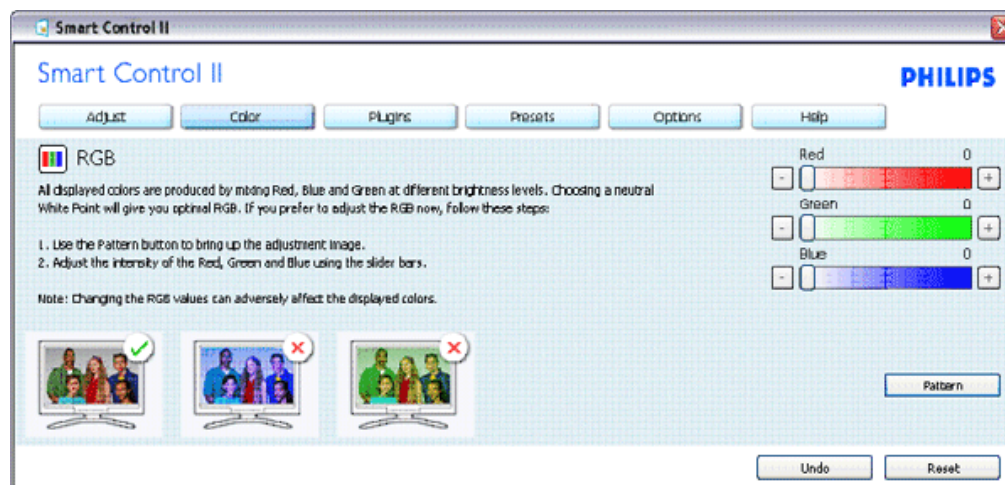 Smart Control II
Smart Control II
PHILIPS
Adjust Color Plugins Presets Options Help
RGB
All displayed colors are produced by mixing Red, Blue and Green at different brightness levels. Choosing a neutral
White Point will give you optimal RGB. If you prefer to adjust the RGB now, follow these steps:
1. Use the Pattern button to bring up the adjustment image.
2. Adjust the intensity of the Red, Green and Blue using the slider bars.
Note: Changing the RGB values can adversely affect the displayed colors.
Red 0
- +
Green 0
- +
Blue 0
- +
Pattern
Undo Reset